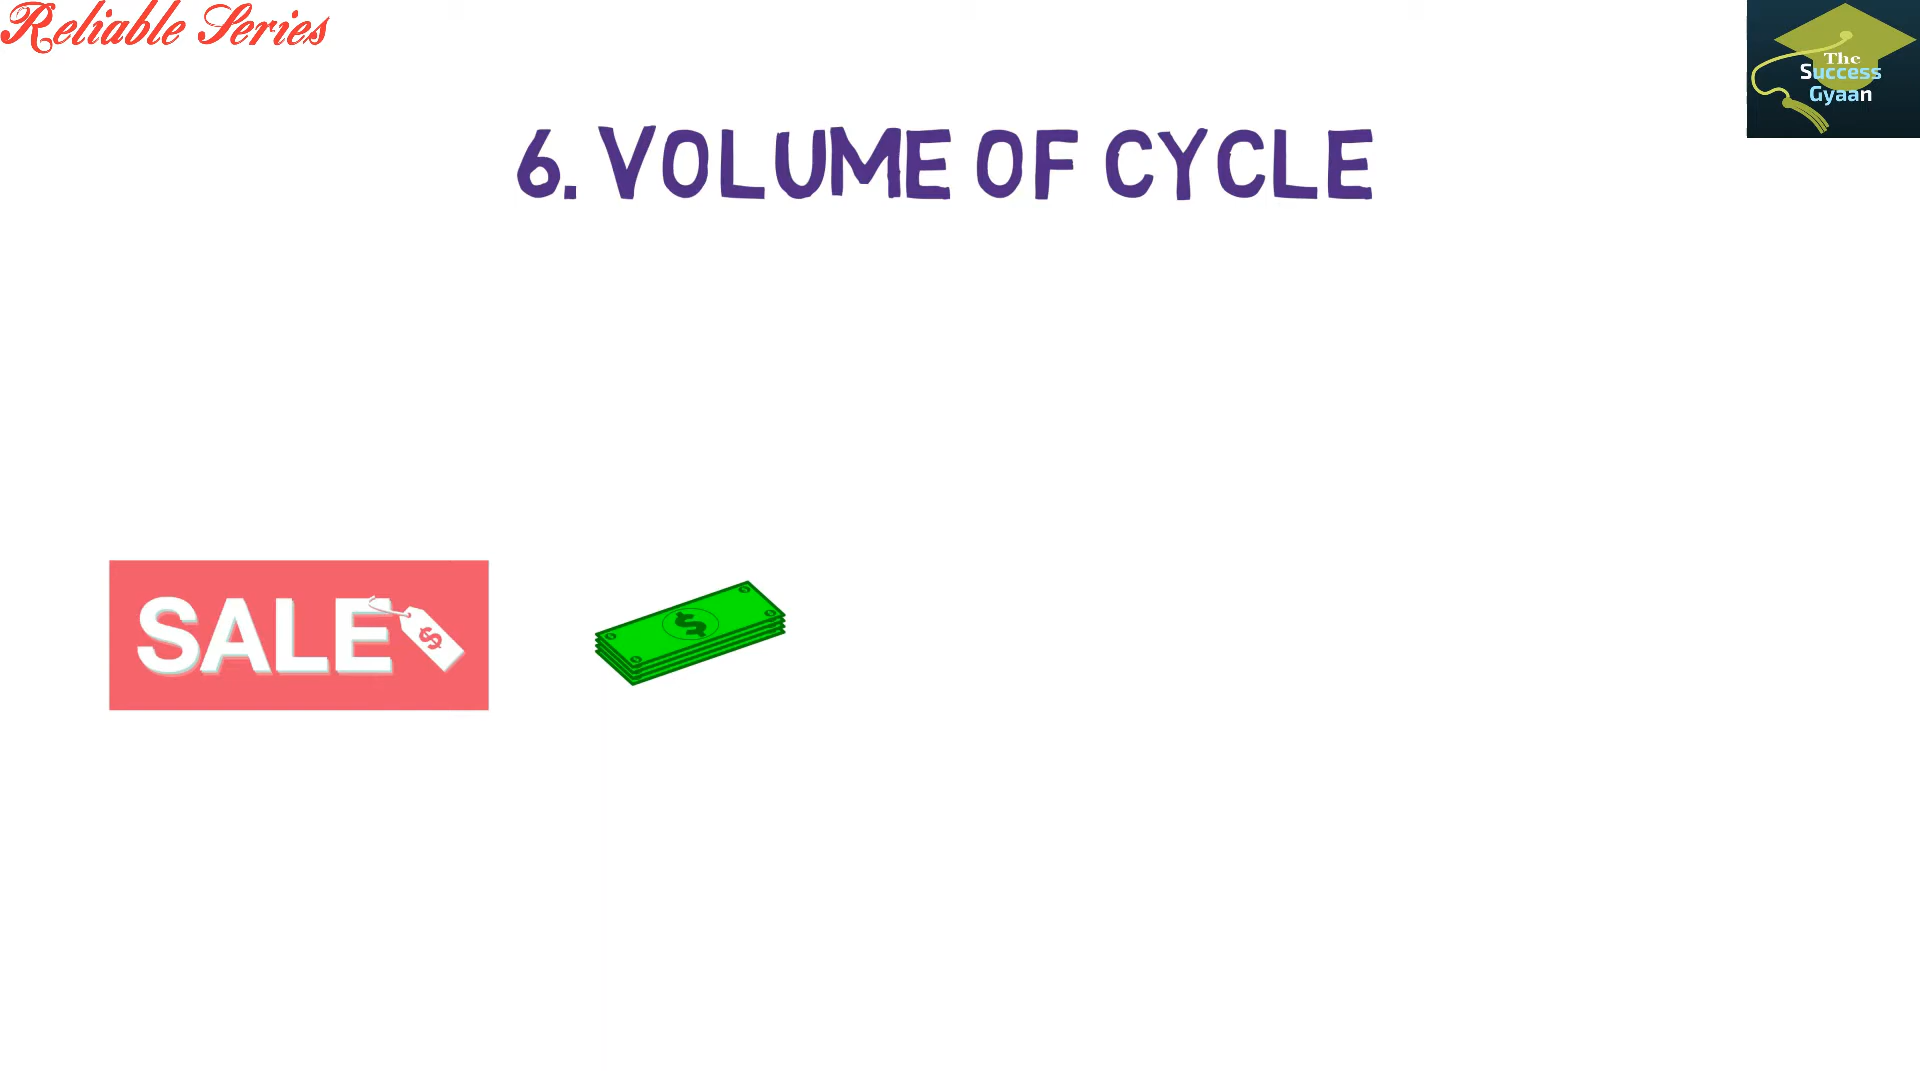 Reliable Series
The
Success
Gyaan
6. VOLUME OF CYCLE
SALE
$
$